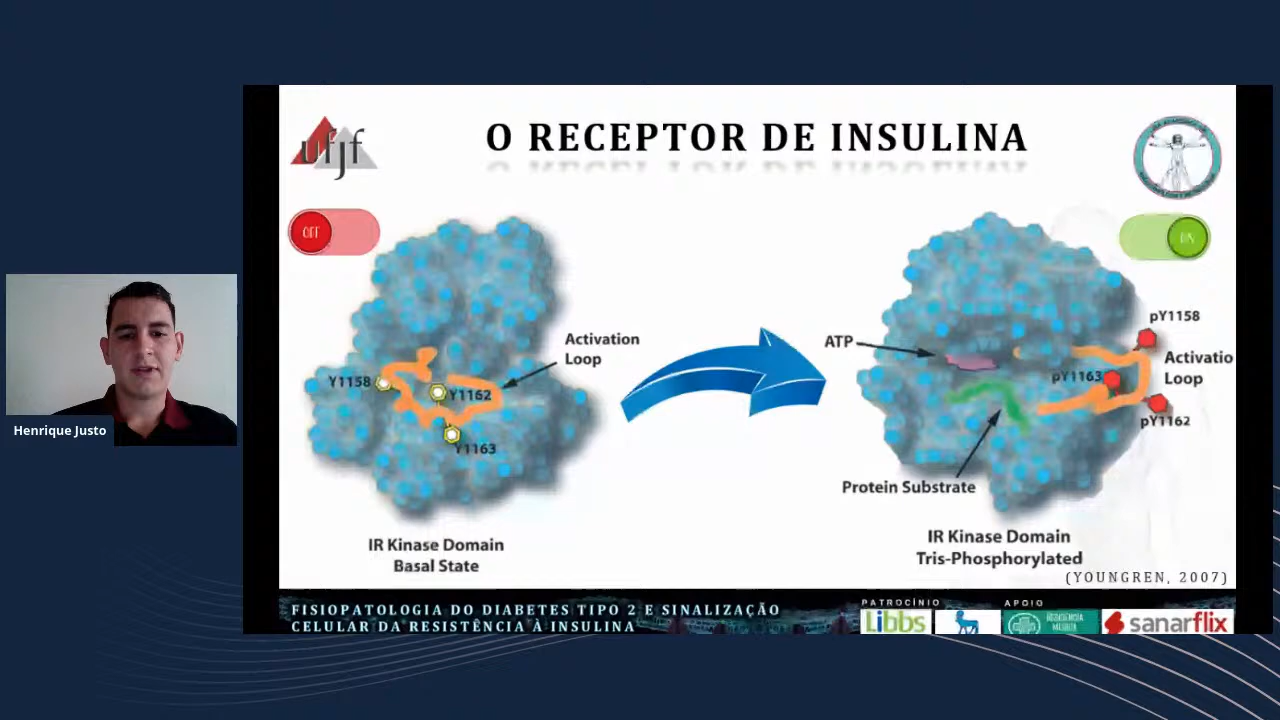 ufjf
O RECEPTOR DE INSULINA
OFF
ON
Activation
Loop
Y1158
Y1162
Y1163
IR Kinase Domain
Basal State
ATP
pY1158
Activatio
Loop
pY1163
pY1162
Protein Substrate
IR Kinase Domain
Tris-Phosphorylated
(YOUNGREN, 2007)
Henrique Justo
FISIOPATOLOGIA DO DIABETES TIPO 2 E SINALIZAÇÃO
CELULAR DA RESISTÊNCIA À INSULINA
PATROCÍNIO
APOIO
Libbs
sanarflix